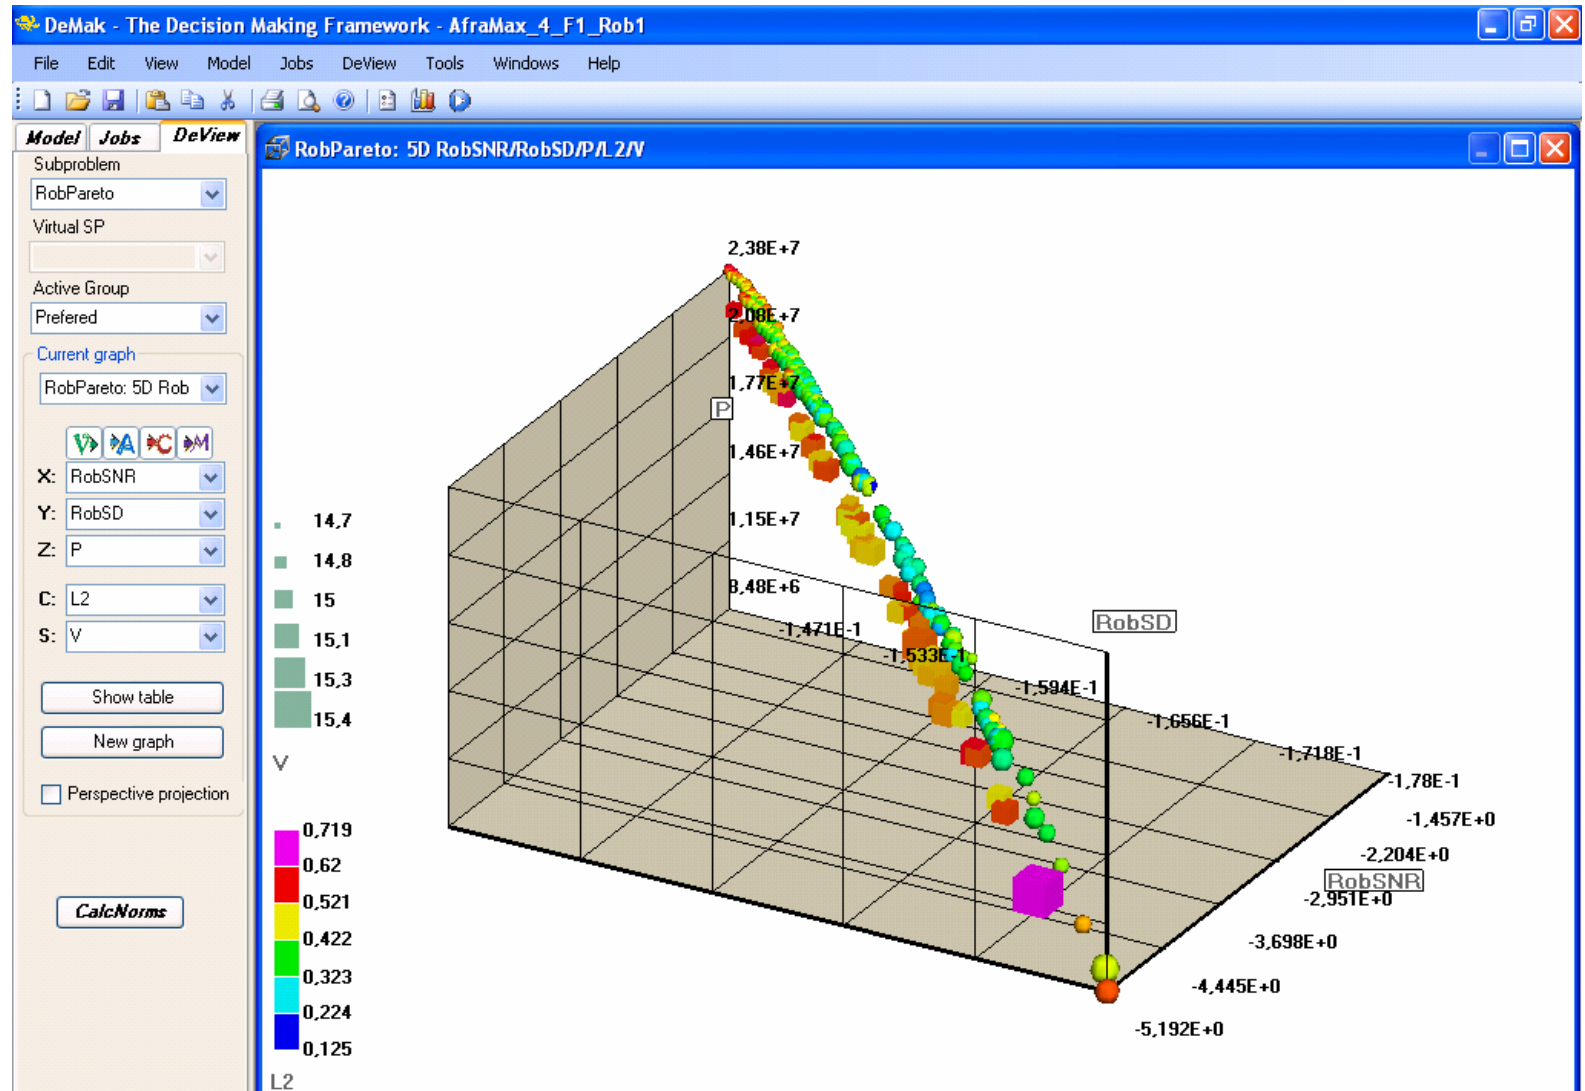 DeMak - The Decision Making Framework - AfraMax_4_F1_Rob1
File Edit View Model Jobs DeView Tools Windows Help
Model Jobs DeView
Subproblem
RobPareto
Virtual SP
Active Group
Prefered
Current graph
RobPareto: 5D Rob
V A C M
X: RobSNR
Y: RobSD
Z: P
C: L2
S: V
Show table
New graph
Perspective projection
CalcNorms
RobPareto: 5D RobSNR/RobSD/P/L2/V
2,38E+7
2,08E+7
1,77E+7
P
1,46E+7
1,15E+7
8,48E+6
-1,471E-1
-1,533E-1
-1,594E-1
-1,656E-1
-1,718E-1
-1,78E-1
RobSD
-1,457E+0
-2,204E+0
RobSNR
-2,951E+0
-3,698E+0
-4,445E+0
-5,192E+0
14,7
14,8
15
15,1
15,3
15,4
V
0,719
0,62
0,521
0,422
0,323
0,224
0,125
L2